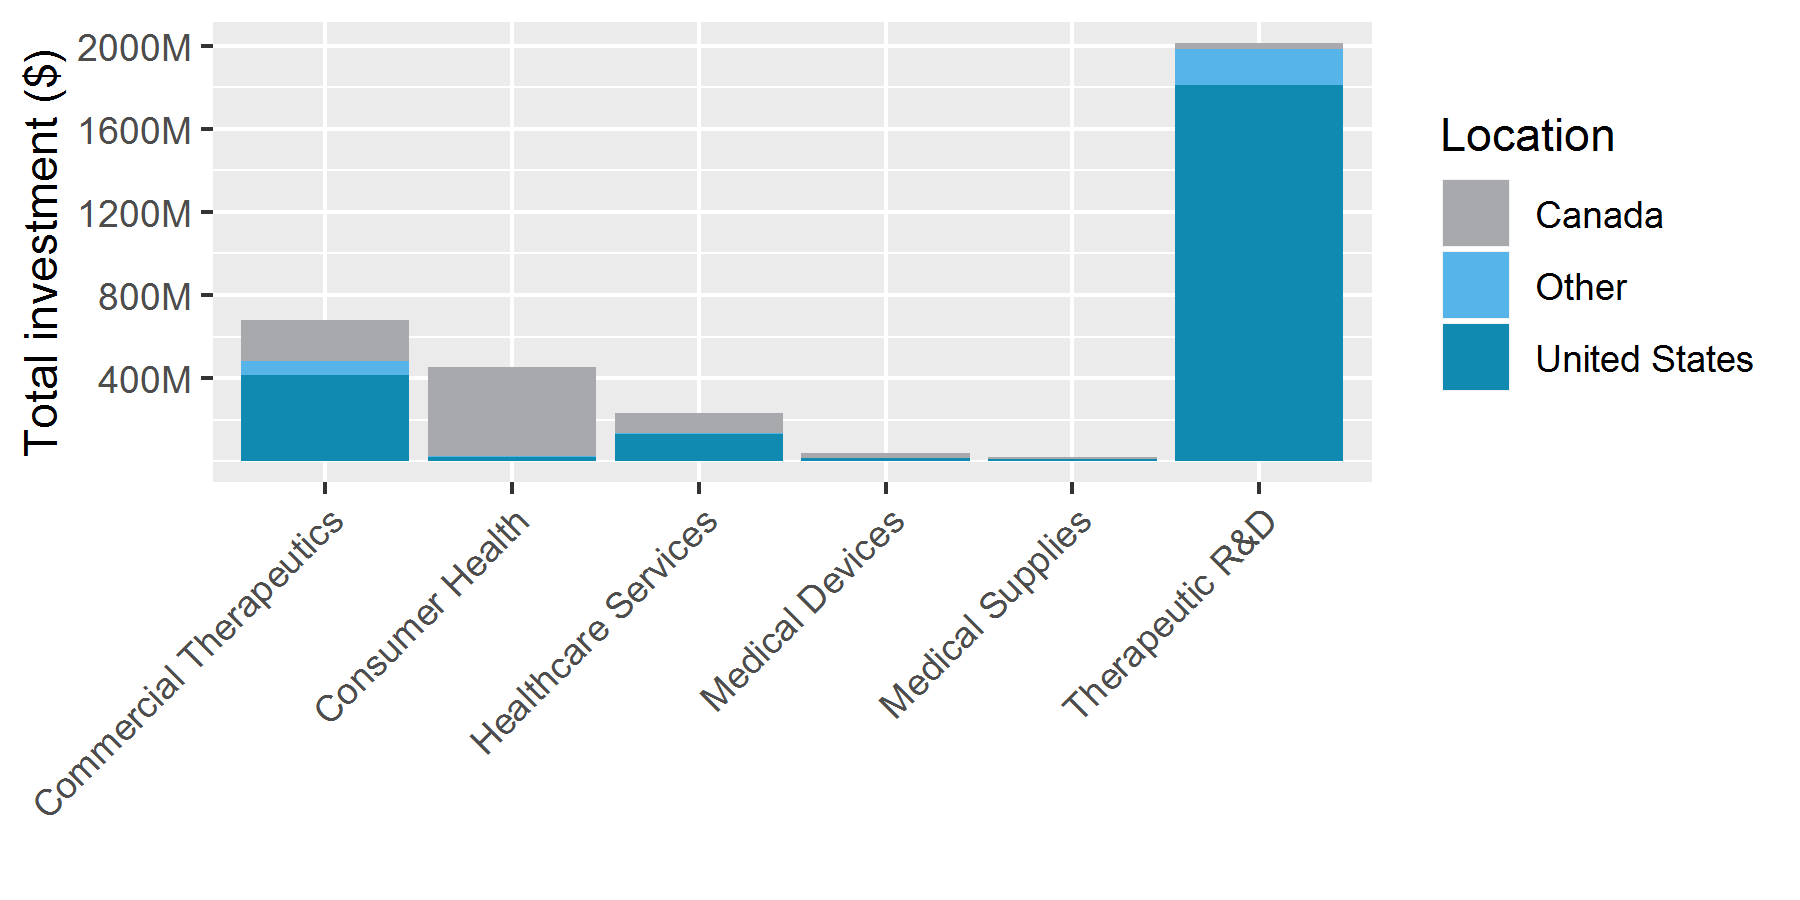 Total investment ($)
2000M
1600M
1200M
800M
400M
Commercial Therapeutics
Consumer Health
Healthcare Services
Medical Devices
Medical Supplies
Therapeutic R&D
Location
Canada
Other
United States